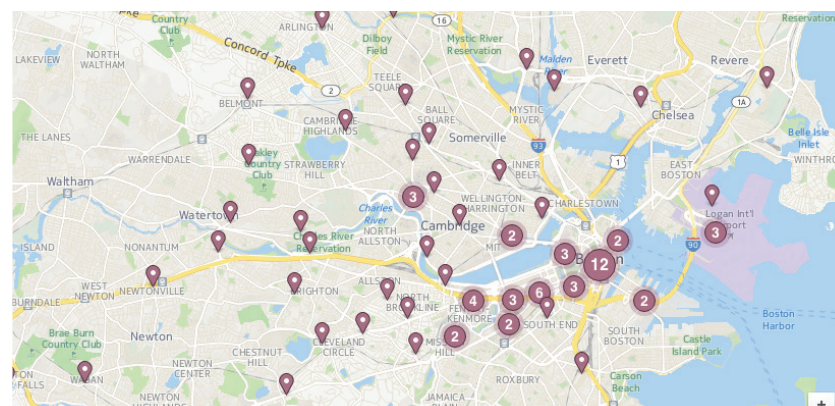 Country Club
ARLINGTON
16
Reservation
Concord Tpke
Dilboy Field
Mystic River Reservation
Malden River
Everett
Revere
LAKEVIEW
NORTH WALTHAM
2
TEELE SQUARE
BELMONT
BALL SQUARE
MYSTIC RIVER
1A
Chelsea
THE LANES
CAMBRIDGE HIGHLANDS
Somerville
93
Belle Isle Inlet
WARRENDALE
Oakley Country Club
STRAWBERRY HILL
INNER BELT
1
EAST BOSTON
WINTHROP
Waltham
WELLINGTON-HARRINGTON
CHARLESTOWN
3
Watertown
Charles River
Cambridge
Logan Int'l
3
ISLAND
NONANTUM
Charles River Reservation
NORTH ALLSTON
2
MIT
3
2
90
12
WEST NEWTON
NEWTONVILLE
BRIGHTON
ALLSTON
3
6
BURNDALE
NORTH BROOKLINE
FENWAY KENMORE
4
3
2
Boston Harbor
Brae Burn Country Club
Newton
CLEVELAND CIRCLE
2
2
SOUTH END
SOUTH BOSTON
Castle Island Park
NEWTON CENTER
CHESTNUT HILL
MISSION HILL
WABAN
ROXBURY
Carson Beach
NEWTON HIGHLANDS
JAMAICA
+